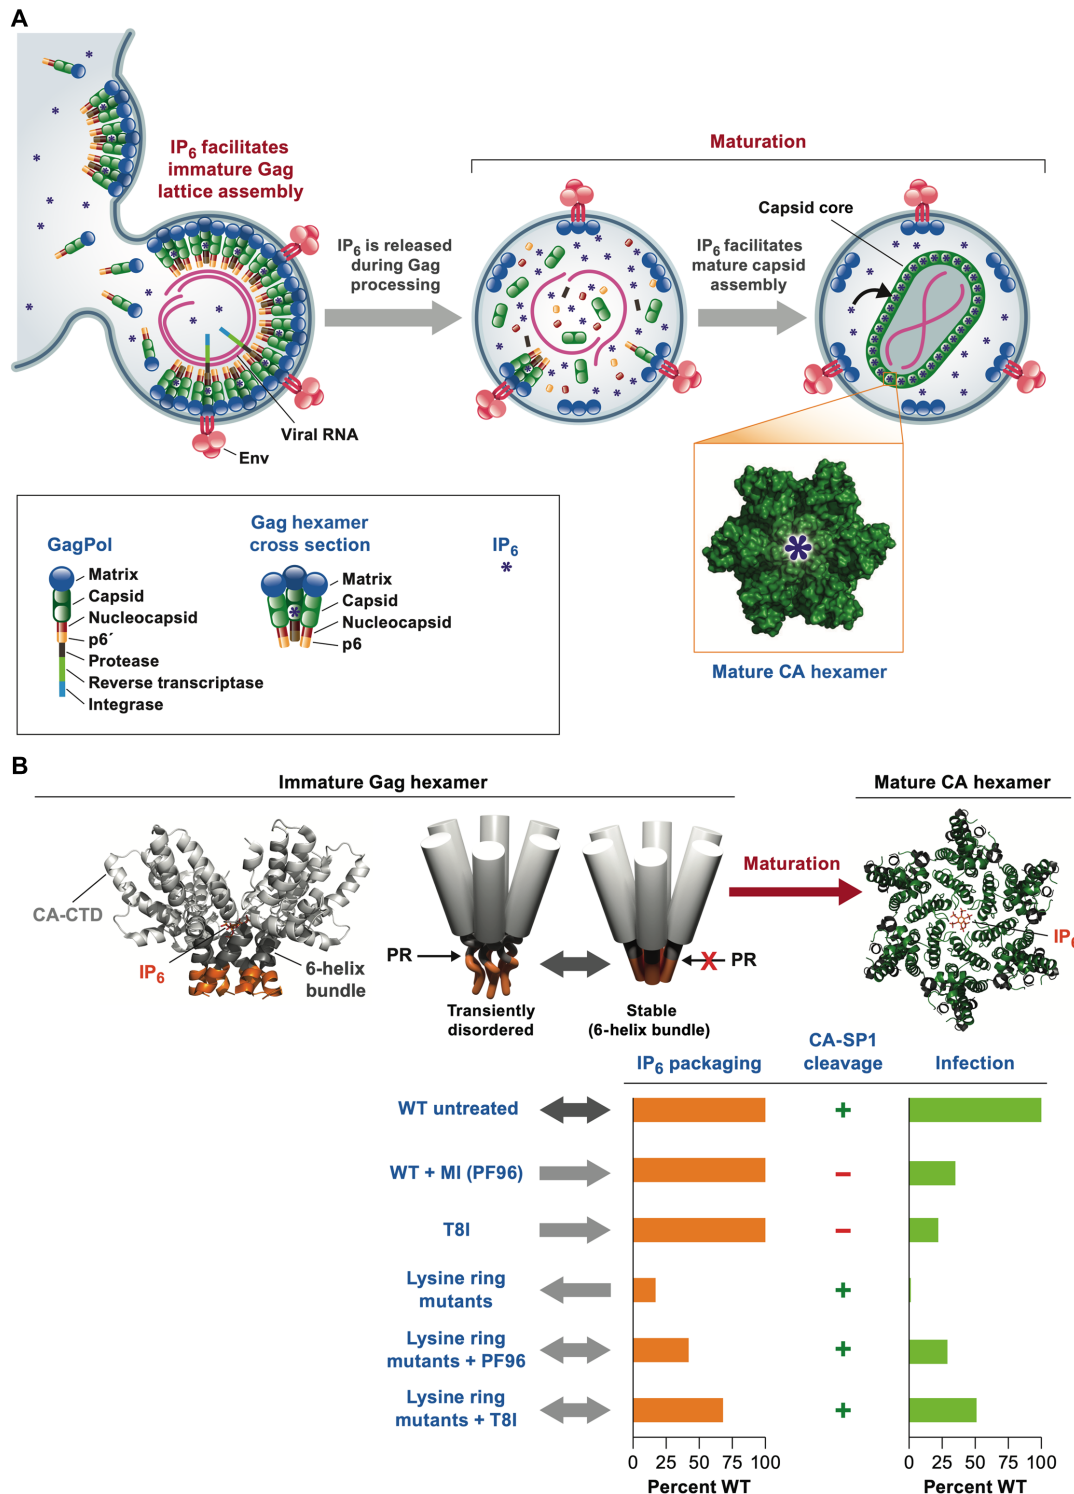 A
IP6 facilitates
immature Gag
lattice assembly
Maturation
IP6 is released
during Gag
processing
Capsid core
IP6 facilitates
mature capsid
assembly
Viral RNA
Env
GagPol
Matrix
Capsid
Nucleocapsid
p6´
Protease
Reverse transcriptase
Integrase
Gag hexamer
cross section
Matrix
Capsid
Nucleocapsid
p6
IP6
*
Mature CA hexamer
B
Immature Gag hexamer
Mature CA hexamer
CA-CTD
IP6
6-helix
bundle
PR
Transiently
disordered
X PR
Stable
(6-helix bundle)
Maturation
IP6
IP6 packaging
CA-SP1
cleavage
Infection
WT untreated
+
WT + MI (PF96)
–
T8I
–
Lysine ring
mutants
+
Lysine ring
mutants + PF96
+
Lysine ring
mutants + T8I
+
0 25 50 75 100
Percent WT
0 25 50 75 100
Percent WT